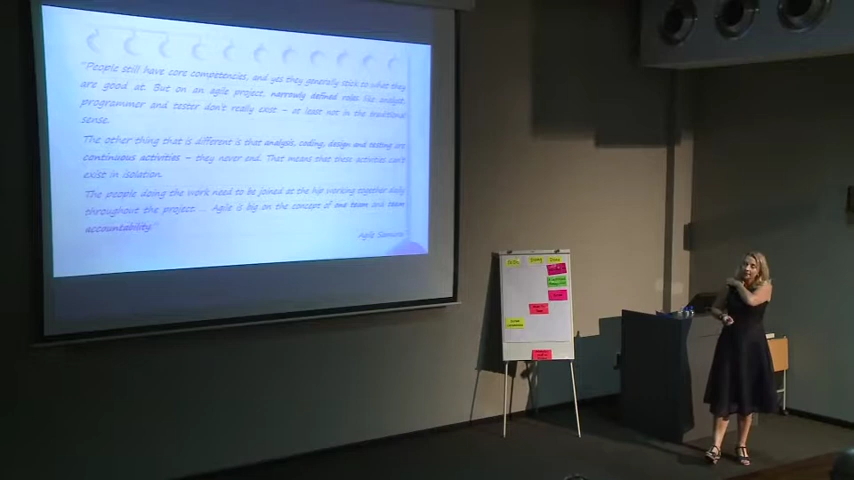 "People still have core competencies, and yes they generally stick to what they
are good at. But on an agile project, narrowly defined roles like analyst,
programmer and tester don't really exist – at least not in the traditional
sense.
The other thing that is different is that analysis, coding, design and testing are
continuous activities – they never end. That means that these activities can't
exist in isolation.
The people doing the work need to be joined at the hip working together daily
throughout the project. ... Agile is big on the concept of one team and team
accountability."
Agile Samurai
Doing
Done